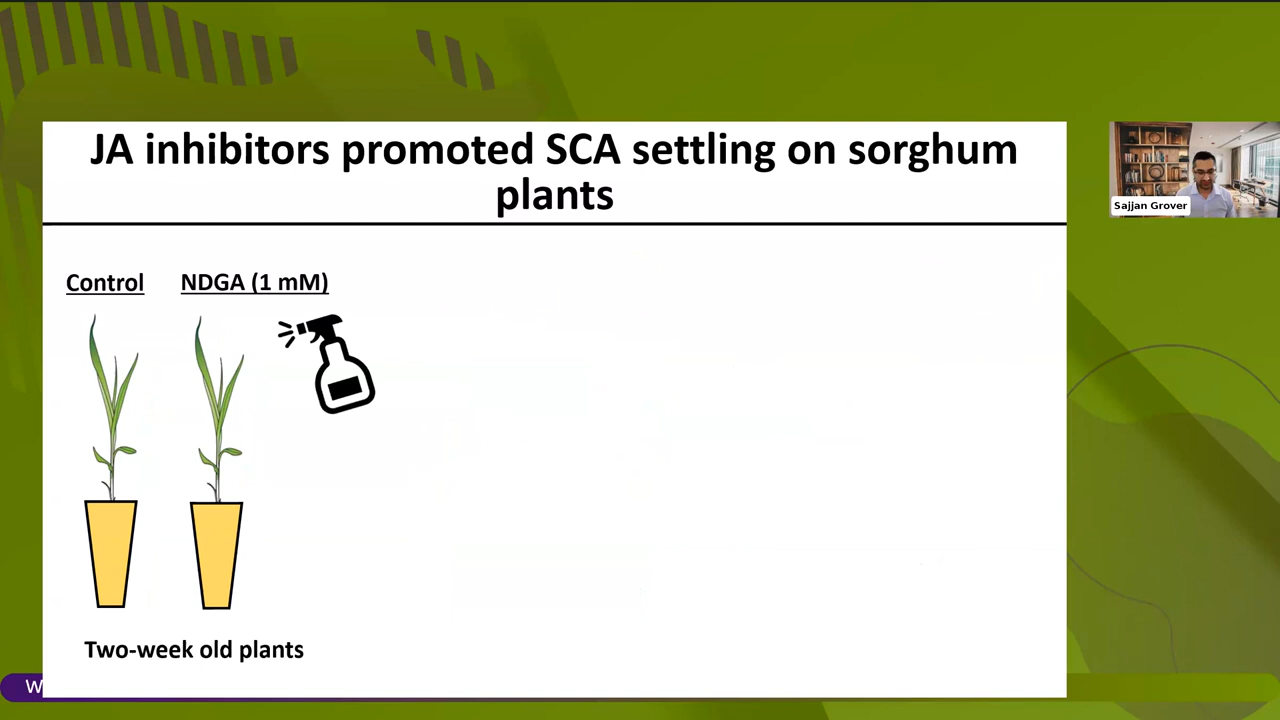 JA inhibitors promoted SCA settling on sorghum
plants
Control
NDGA (1 mM)
Two-week old plants
Sajjan Grover
W